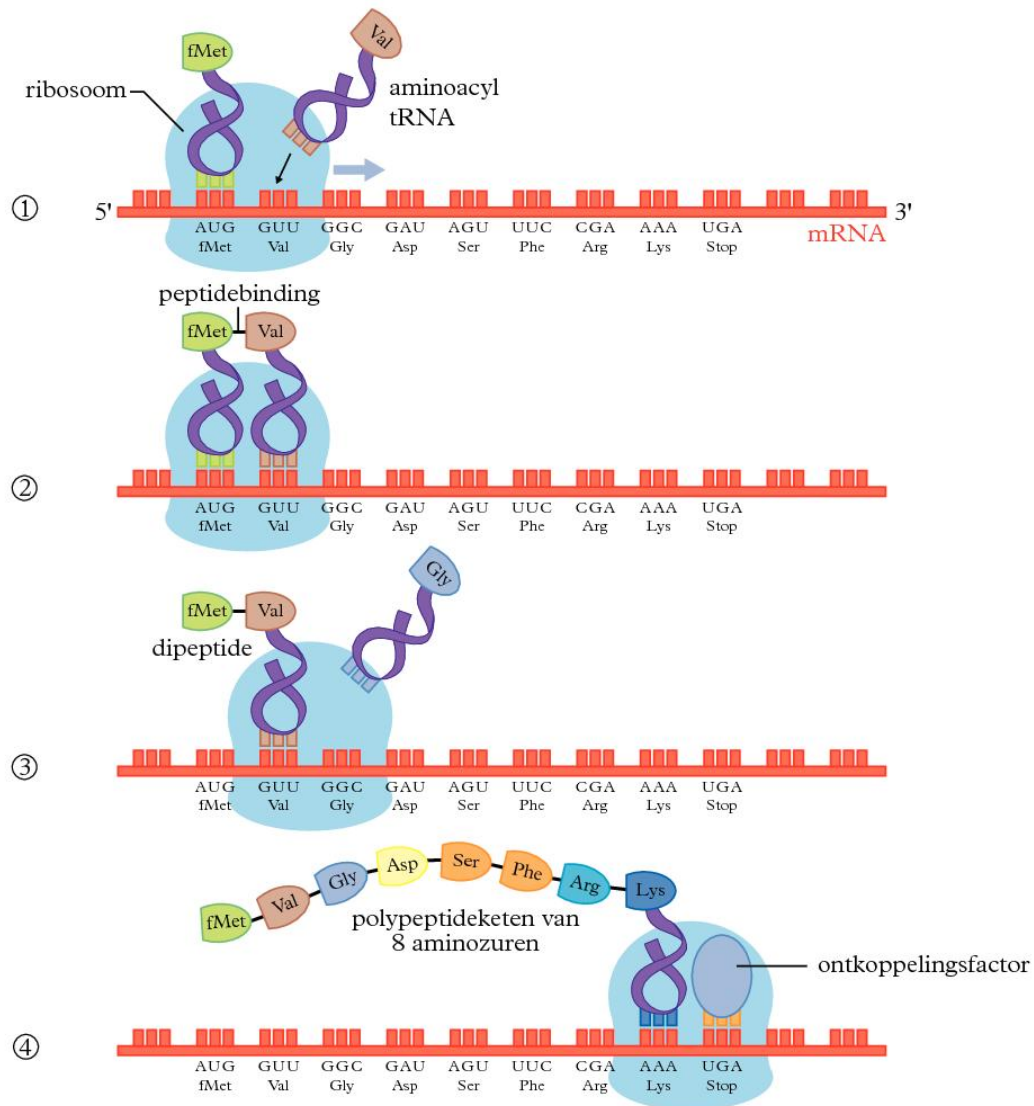 fMet
Val
ribosoom
aminoacyl
tRNA
①
5'
3'
AUG GUU GGC GAU AGU UUC CGA AAA UGA
fMet Val Gly Asp Ser Phe Arg Lys Stop
mRNA
peptidebinding
fMet Val
②
AUG GUU GGC GAU AGU UUC CGA AAA UGA
fMet Val Gly Asp Ser Phe Arg Lys Stop
Gly
fMet Val
dipeptide
③
AUG GUU GGC GAU AGU UUC CGA AAA UGA
fMet Val Gly Asp Ser Phe Arg Lys Stop
fMet Val Gly Asp Ser Phe Arg Lys
polypeptideketen van
8 aminozuren
ontkoppelingsfactor
④
AUG GUU GGC GAU AGU UUC CGA AAA UGA
fMet Val Gly Asp Ser Phe Arg Lys Stop